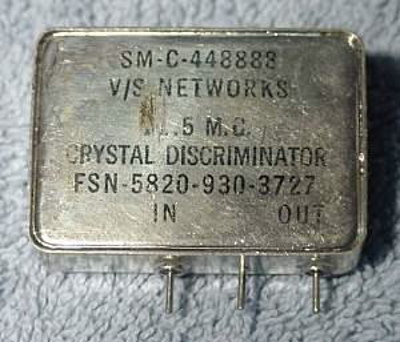 SM-C-448888
V/S NETWORKS
.5 M.C.
CRYSTAL DISCRIMINATOR
FSN-5820-930-3727
IN OUT